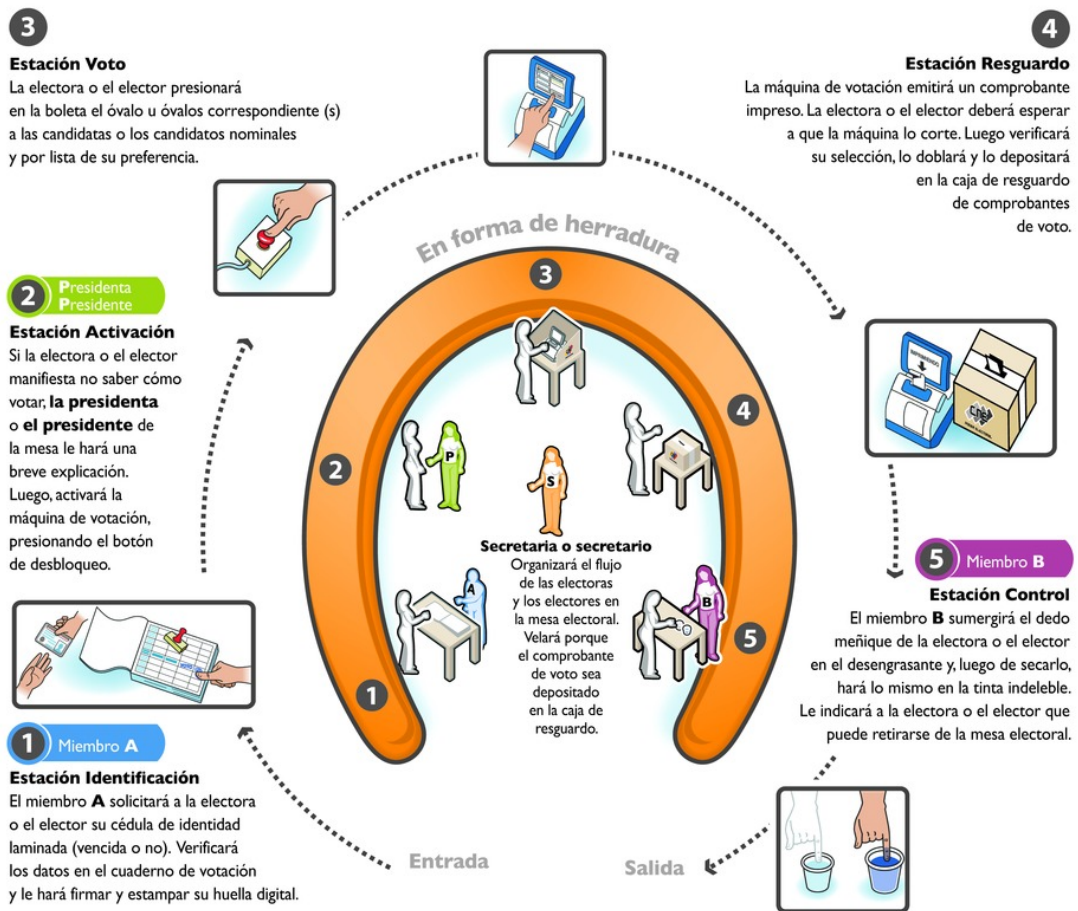 3
Estación Voto
La electora o el elector presionará
en la boleta el óvalo u óvalos correspondiente (s)
a las candidatas o los candidatos nominales
y por lista de su preferencia.
4
Estación Resguardo
La máquina de votación emitirá un comprobante
impreso. La electora o el elector deberá esperar
a que la máquina lo corte. Luego verificará
su selección, lo doblará y lo depositará
en la caja de resguardo
de comprobantes
de voto.
En forma de herradura
3
2 Presidenta
Presidente
Estación Activación
Si la electora o el elector
manifiesta no saber cómo
votar, la presidenta
o el presidente de
la mesa le hará una
breve explicación.
Luego, activará la
máquina de votación,
presionando el botón
de desbloqueo.
2
4
P
S
IMPRIMIENDO
cne
Secretaria o secretario
Organizará el flujo
de las electoras
y los electores en
la mesa electoral.
Velará porque
el comprobante
de voto sea
depositado
en la caja de
resguardo.
A
B
1
5
5 Miembro B
Estación Control
El miembro B sumergirá el dedo
meñique de la electora o el elector
en el desengrasante y, luego de secarlo,
hará lo mismo en la tinta indeleble.
Le indicará a la electora o el elector que
puede retirarse de la mesa electoral.
1 Miembro A
Estación Identificación
El miembro A solicitará a la electora
o el elector su cédula de identidad
laminada (vencida o no). Verificará
los datos en el cuaderno de votación
y le hará firmar y estampar su huella digital.
Entrada
Salida